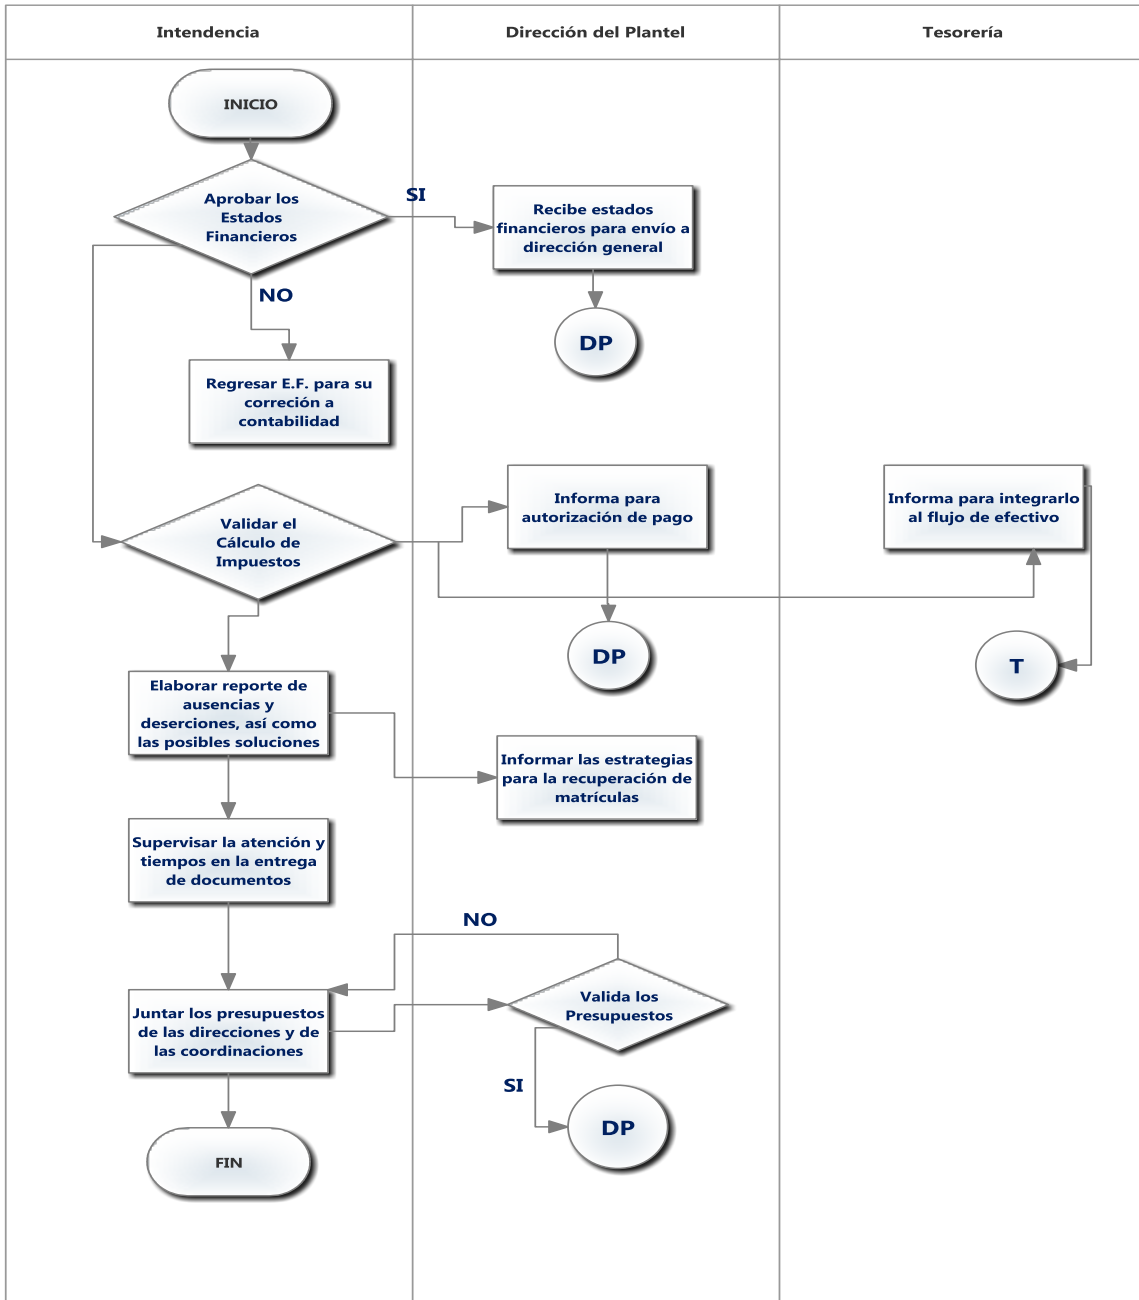 Intendencia
Dirección del Plantel
Tesorería
INICIO
Aprobar los
Estados
Financieros
SI
Recibe estados
financieros para envío a
dirección general
NO
DP
Regresar E.F. para su
correción a
contabilidad
Validar el
Cálculo de
Impuestos
Informa para
autorización de pago
Informa para integrarlo
al flujo de efectivo
DP
T
Elaborar reporte de
ausencias y
deserciones, así como
las posibles soluciones
Informar las estrategias
para la recuperación de
matrículas
Supervisar la atención y
tiempos en la entrega
de documentos
NO
Juntar los presupuestos
de las direcciones y de
las coordinaciones
Valida los
Presupuestos
SI
DP
FIN